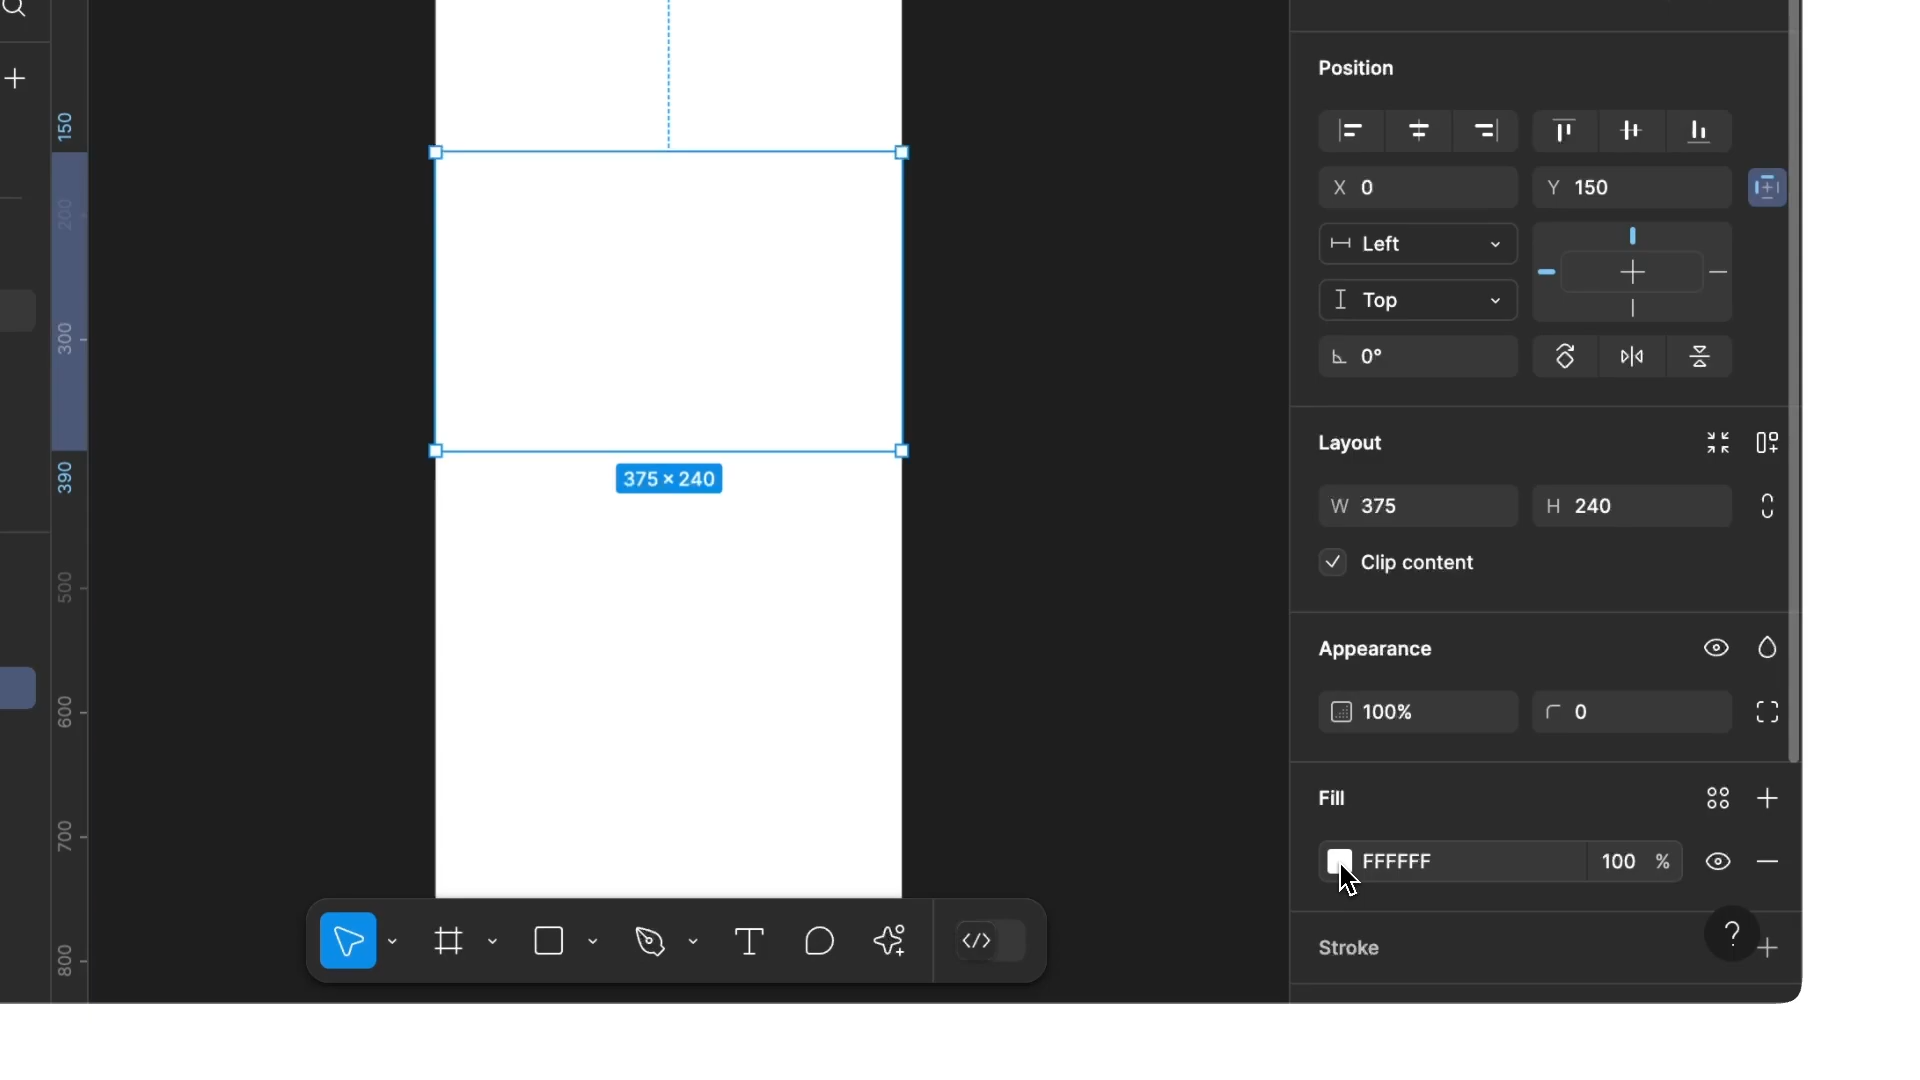 150
200
300
390
500
600
700
800
375 × 240
Position
X 0
Y 150
Left
Top
0°
Layout
W 375
H 240
Clip content
Appearance
100%
0
Fill
FFFFFF
100 %
Stroke
?
T